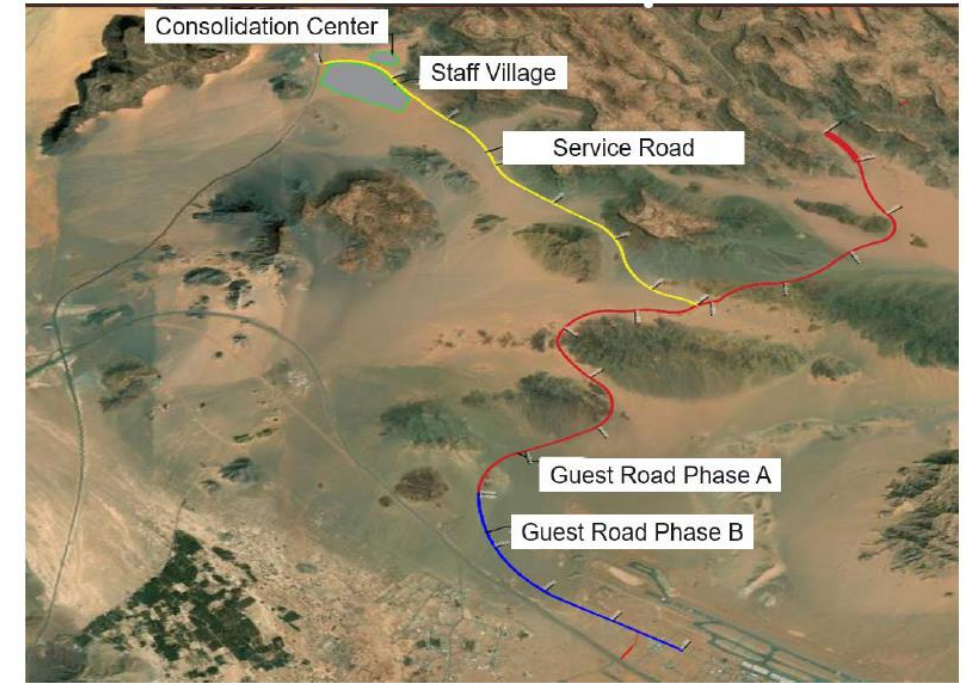 Consolidation Center
Staff Village
Service Road
Guest Road Phase A
Guest Road Phase B